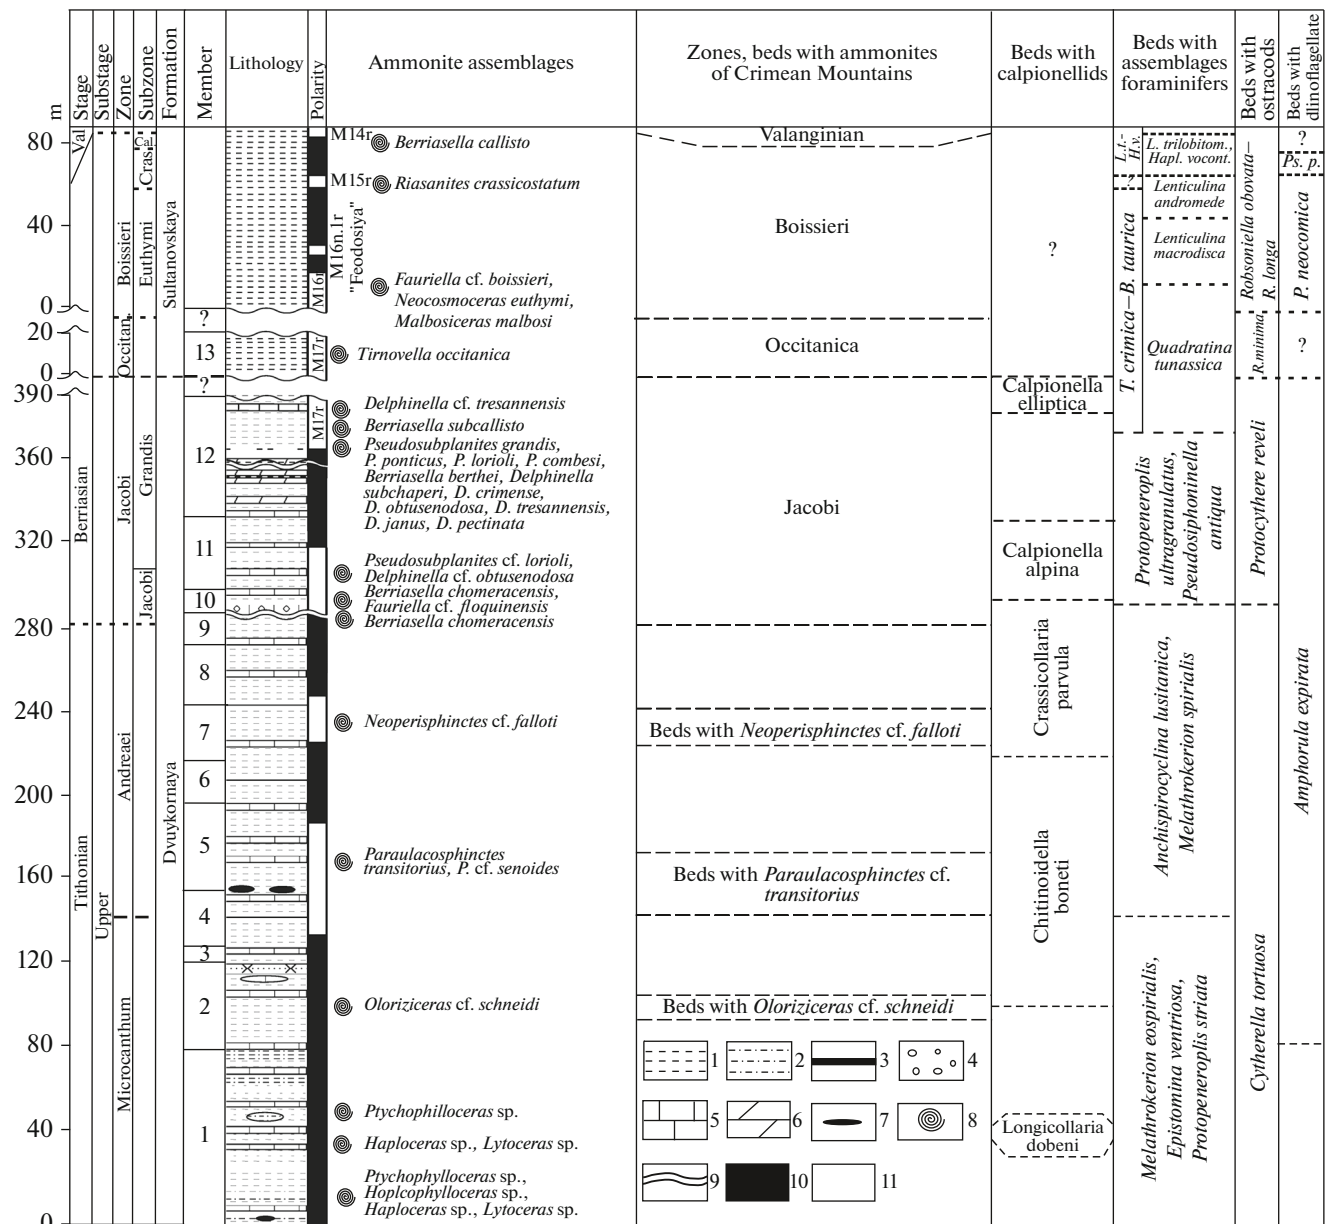 m
Stage
Substage
Zone
Subzone
Formation
Member
Lithology
Polarity
Ammonite assemblages
Zones, beds with ammonites
of Crimean Mountains
Beds with
calpionellids
Beds with
assemblages
foraminifers
Beds with
ostracods
Beds with
dlinoflagellate
80
40
0
20
0
390
360
320
280
240
200
160
120
80
40
0
Val
Berriasian
Tithonian
Upper
Boissieri
Occitan.
Jacobi
Andraei
Microcanthum
Cal.
Cras.
Euthymi
Grandis
Jacobi
Sultanovskaya
Dvuykornaya
?
13
?
12
11
10
9
8
7
6
5
4
3
2
1
M14r
M15r
M16n.1r
"Feodosiya"
M16r
M17r
M17r
Berriasella callisto
Riasanites crassicostatum
Fauriella cf. boissieri,
Neocosmoceras euthymi,
Malbosiceras malbosi
Tirnovella occitanica
Delphinella cf. tresannensis
Berriasella subcallisto
Pseudosubplanites grandis,
P. ponticus, P. lorioli, P. combesi,
Berriasella berthei, Delphinella
subchaperi, D. crimense,
D. obtusenodosa, D. tresannensis,
D. janus, D. pectinata
Pseudosubplanites cf. lorioli,
Delphinella cf. obtusenodosa
Berriasella chomeracensis,
Fauriella cf. floquinensis
Berriasella chomeracensis
Neoperisphinctes cf. falloti
Paraulacosphinctes
transitorius, P. cf. senoides
Oloriziceras cf. schneidi
Ptychophilloceras sp.
Haploceras sp., Lytoceras sp.
Ptychophylloceras sp.,
Hoplcophylloceras sp.,
Haploceras sp., Lytoceras sp.
Valanginian
Boissieri
Occitanica
Jacobi
Beds with Neoperisphinctes cf. falloti
Beds with Paraulacosphinctes cf.
transitorius
Beds with Oloriziceras cf. schneidi
1
2
3
4
5
6
7
8
9
10
11
?
Calpionella
elliptica
Calpionella
alpina
Crassicollaria
parvula
Chitinoidella
boneti
Longicollaria
dobeni
L.t.-
H.v.
?
T. crimica–B. taurica
L. trilobitom.,
Hapl. vocont.
Lenticulina
andromede
Lenticulina
macrodisca
Quadratina
tunassica
Protopeneroplis
ultragranulatus,
Pseudosiphoninella
antiqua
Anchispirocyclina lusitanica,
Melathrokerion spirialis
Melathrokerion eospirialis,
Epistomina ventriosa,
Protopeneroplis striata
Robsoniella obovata–
R. longa
R.minima
Protocythere reveli
Cytherella tortuosa
?
Ps. p.
P. neocomica
?
Amphorula expirata